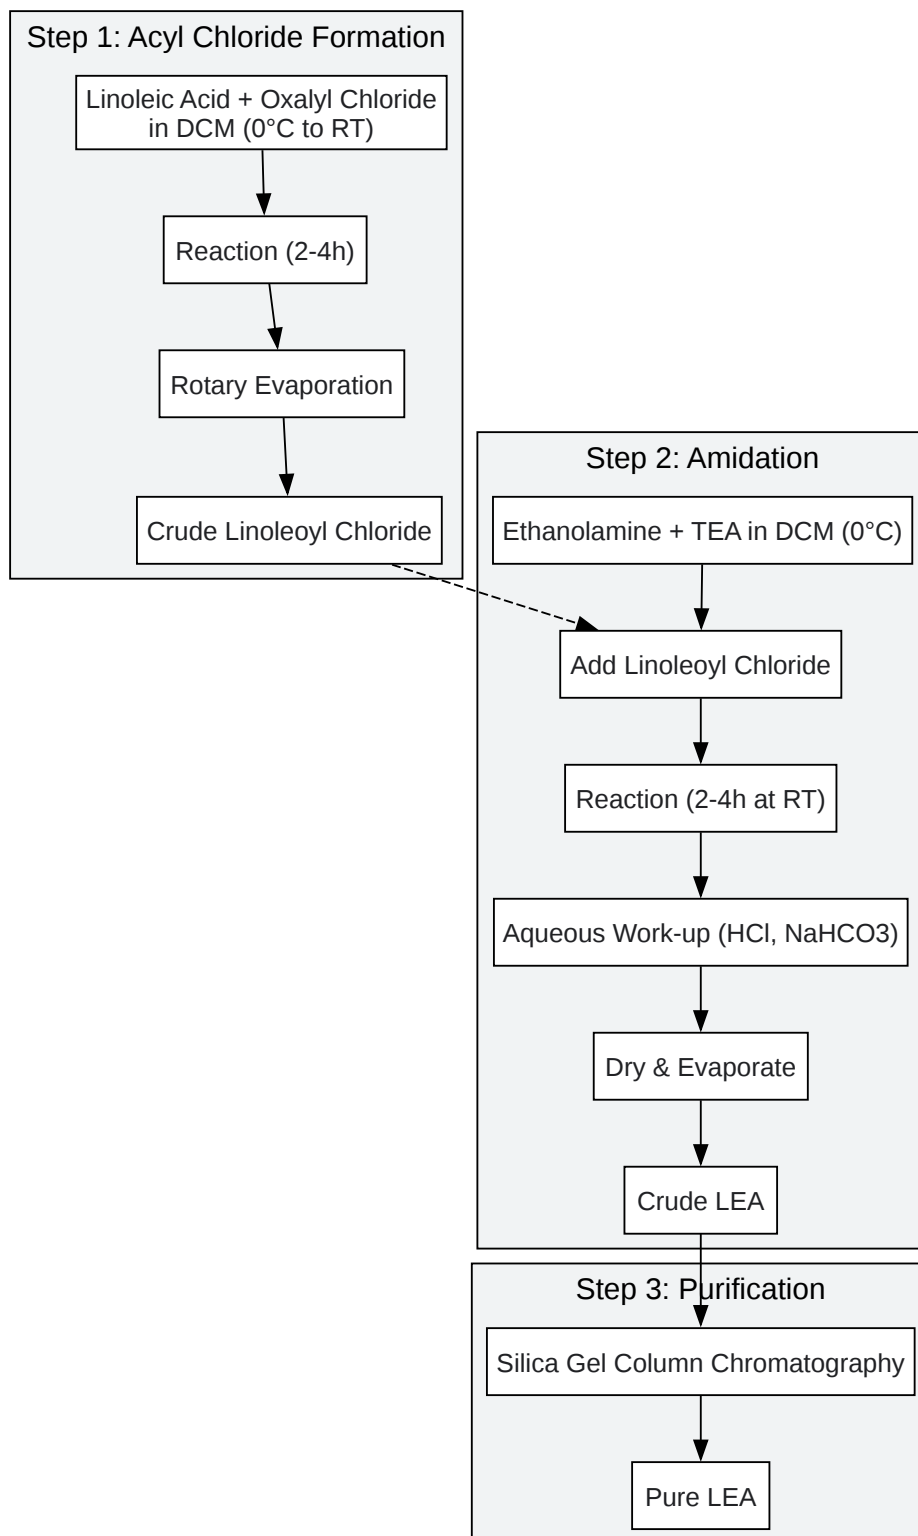 Step 1: Acyl Chloride Formation
Linoleic Acid + Oxalyl Chloride
in DCM (0°C to RT)
Reaction (2-4h)
Rotary Evaporation
Crude Linoleoyl Chloride
Step 2: Amidation
Ethanolamine + TEA in DCM (0°C)
Add Linoleoyl Chloride
Reaction (2-4h at RT)
Aqueous Work-up (HCl, NaHCO3)
Dry & Evaporate
Crude LEA
Step 3: Purification
Silica Gel Column Chromatography
Pure LEA